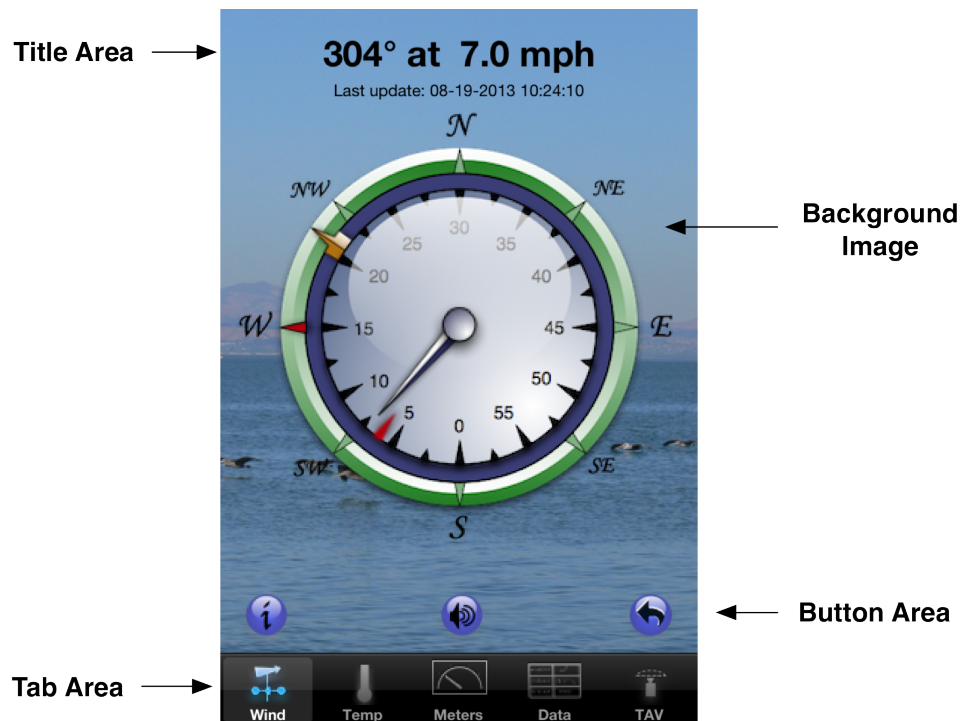 Title Area
304° at 7.0 mph
Last update: 08-19-2013 10:24:10
N
NW
NE
30
25
35
20
40
Background
Image
W
15
45
E
10
50
5
55
0
SW
SE
S
i
Button Area
Tab Area
Wind
Temp
Meters
Data
TAV